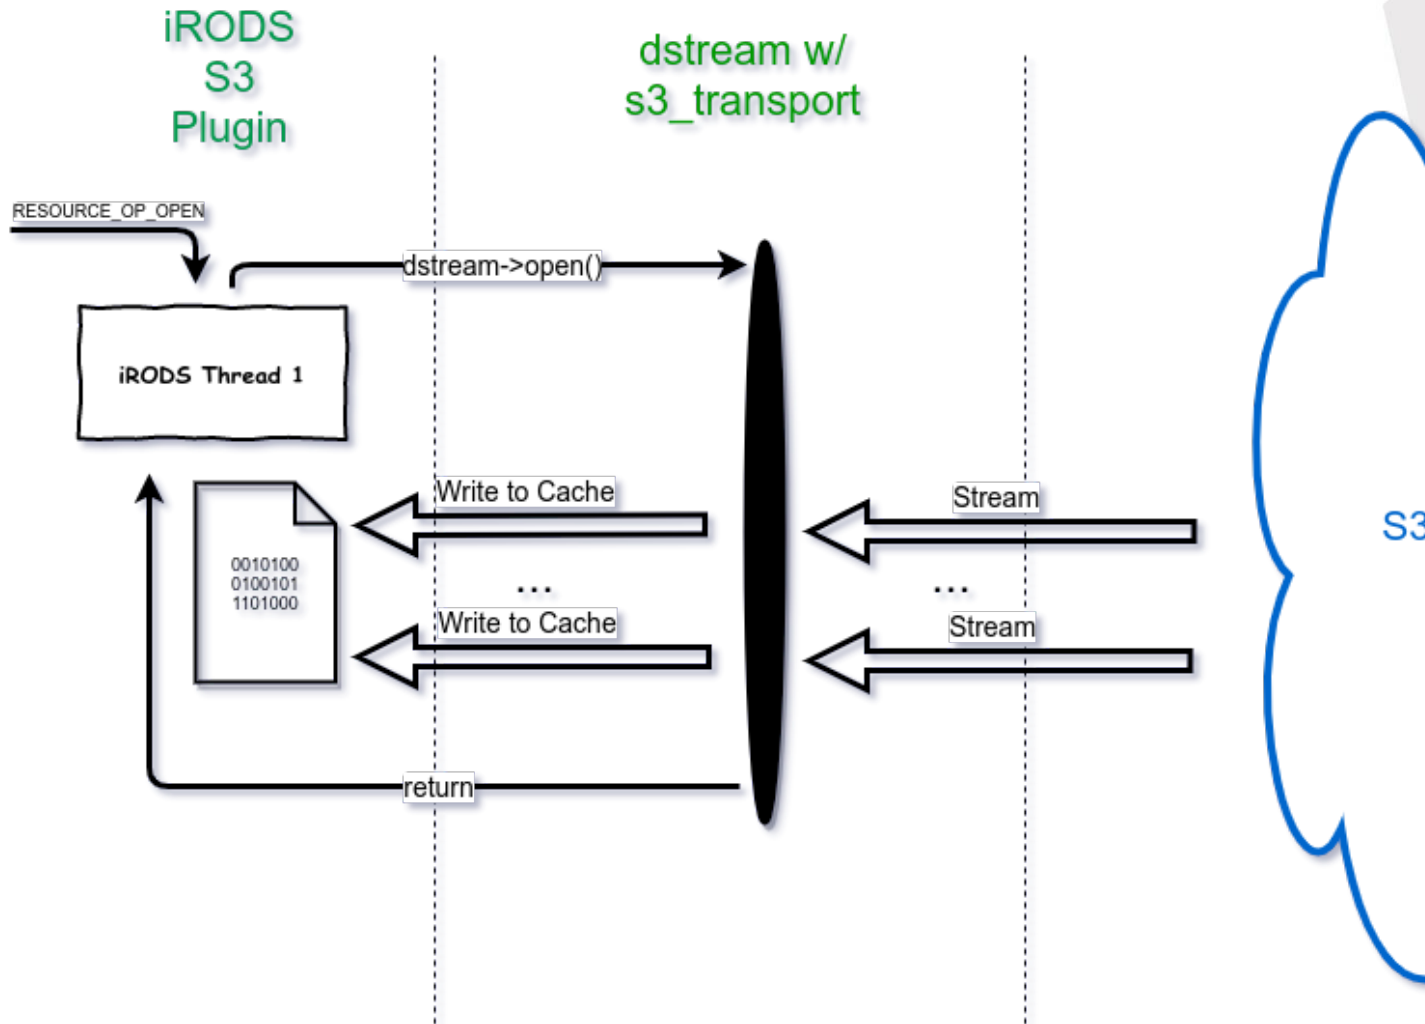 iRODS
S3
Plugin
dstream w/
s3_transport
RESOURCE_OP_OPEN
dstream->open()
iRODS Thread 1
Write to Cache
Stream
0010100
0100101
1101000
...
...
S3
Write to Cache
Stream
return